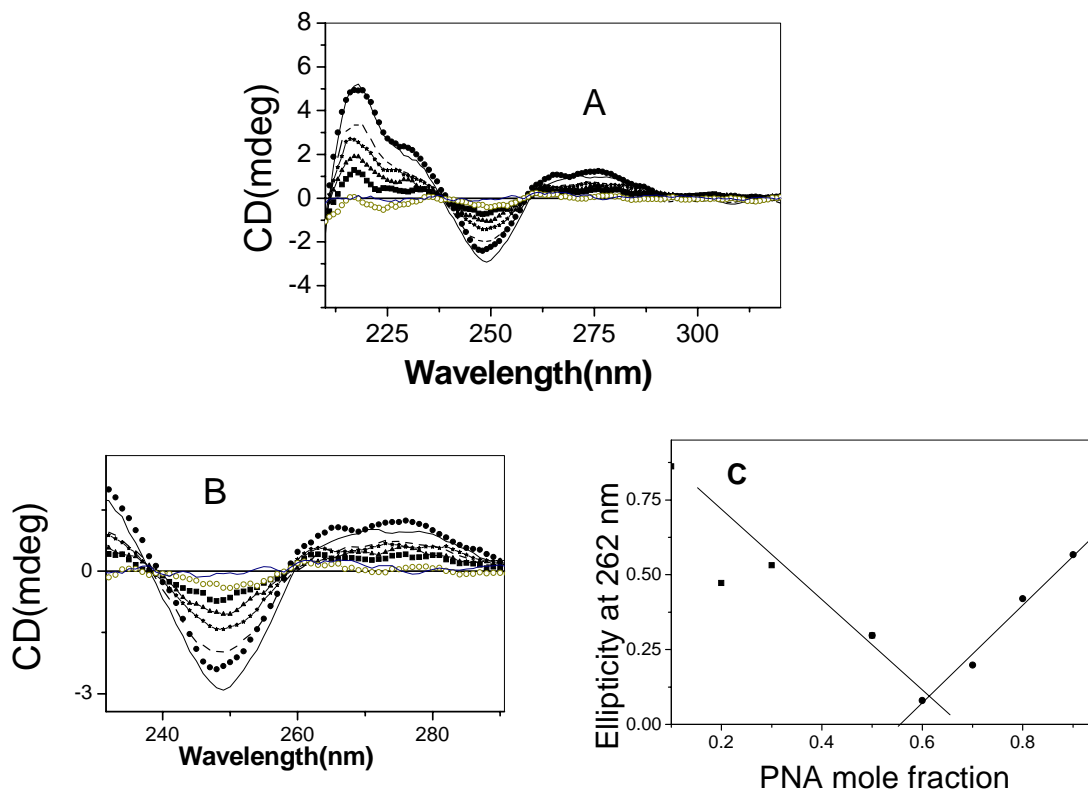 8
6
4
2
0
-2
-4
A
CD(mdeg)
225 250 275 300
Wavelength(nm)
B
0
-3
CD(mdeg)
240 260 280
Wavelength(nm)
C
0.75
0.50
0.25
0.00
Ellipticity at 262 nm
0.2 0.4 0.6 0.8
PNA mole fraction